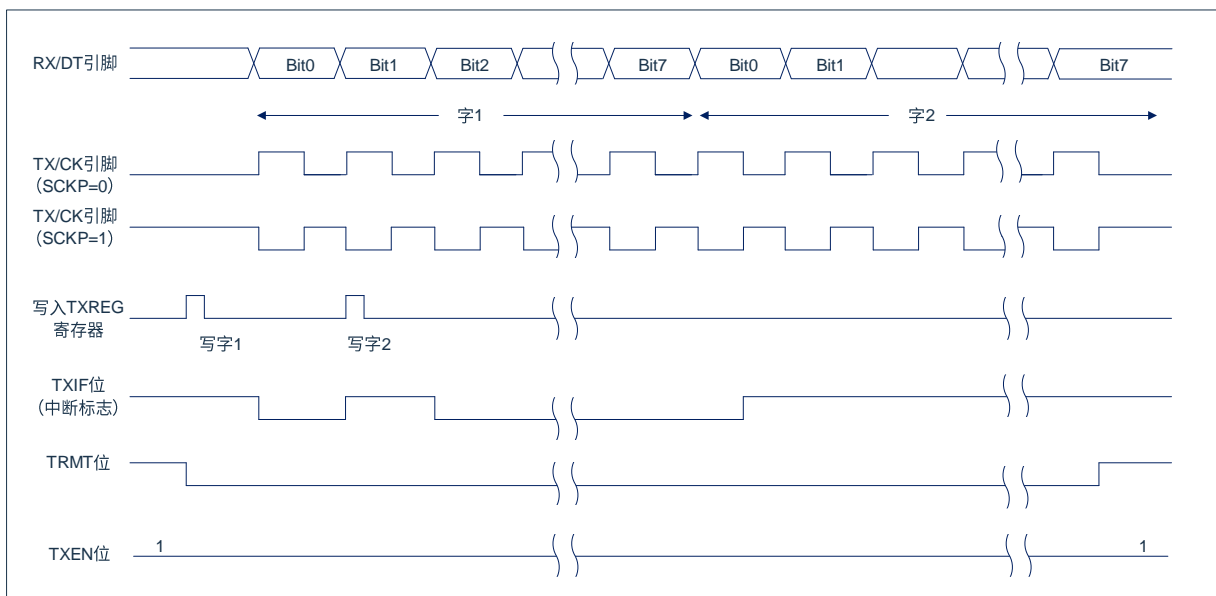 RX/DT引脚
Bit0 Bit1 Bit2 Bit7 Bit0 Bit1 Bit7
字1 字2
TX/CK引脚
（SCKP=0）
TX/CK引脚
（SCKP=1）
写入TXREG
寄存器
写字1 写字2
TXIF位
（中断标志）
TRMT位
TXEN位
1 1